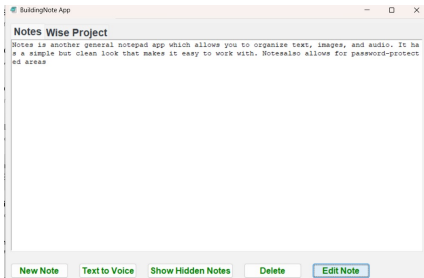 BuildingNote App
Notes Wise Project
Notes is another general notepad app which allows you to organize text, images, and audio. It ha
s a simple but clean look that makes it easy to work with. Notesalso allows for password-protect
ed areas
New Note Text to Voice Show Hidden Notes Delete Edit Note